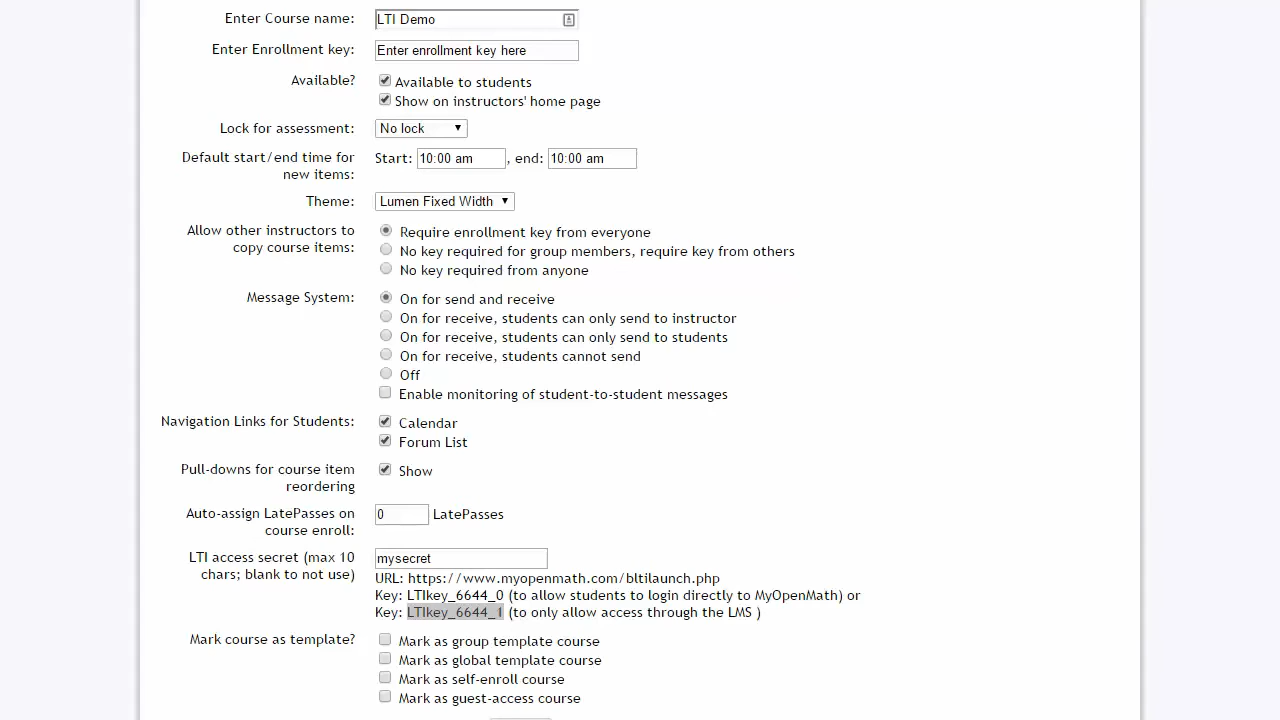 Enter Course name: LTI Demo
Enter Enrollment key: Enter enrollment key here
Available? Available to students
Show on instructors' home page
Lock for assessment: No lock
Default start/end time for Start: 10:00 am , end: 10:00 am
new items:
Theme: Lumen Fixed Width
Allow other instructors to Require enrollment key from everyone
copy course items: No key required for group members, require key from others
No key required from anyone
Message System: On for send and receive
On for receive, students can only send to instructor
On for receive, students can only send to students
On for receive, students cannot send
Off
Enable monitoring of student-to-student messages
Navigation Links for Students: Calendar
Forum List
Pull-downs for course item Show
reordering
Auto-assign LatePasses on 0 LatePasses
course enroll:
LTI access secret (max 10 mysecret
chars; blank to not use) URL: https://www.myopenmath.com/bltilaunch.php
Key: LTIkey_6644_0 (to allow students to login directly to MyOpenMath) or
Key: LTIkey_6644_1 (to only allow access through the LMS )
Mark course as template? Mark as group template course
Mark as global template course
Mark as self-enroll course
Mark as guest-access course